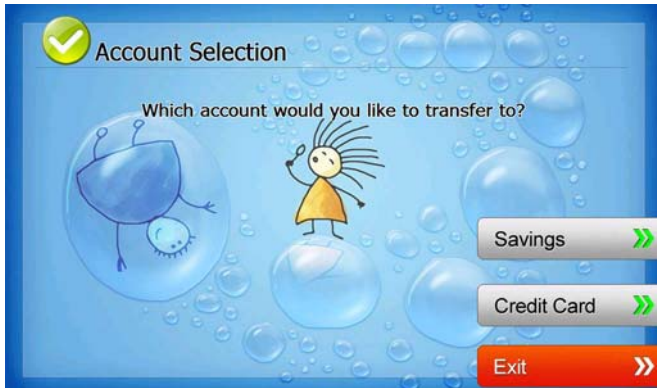 Account Selection
Which account would you like to transfer to?
Savings
Credit Card
Exit